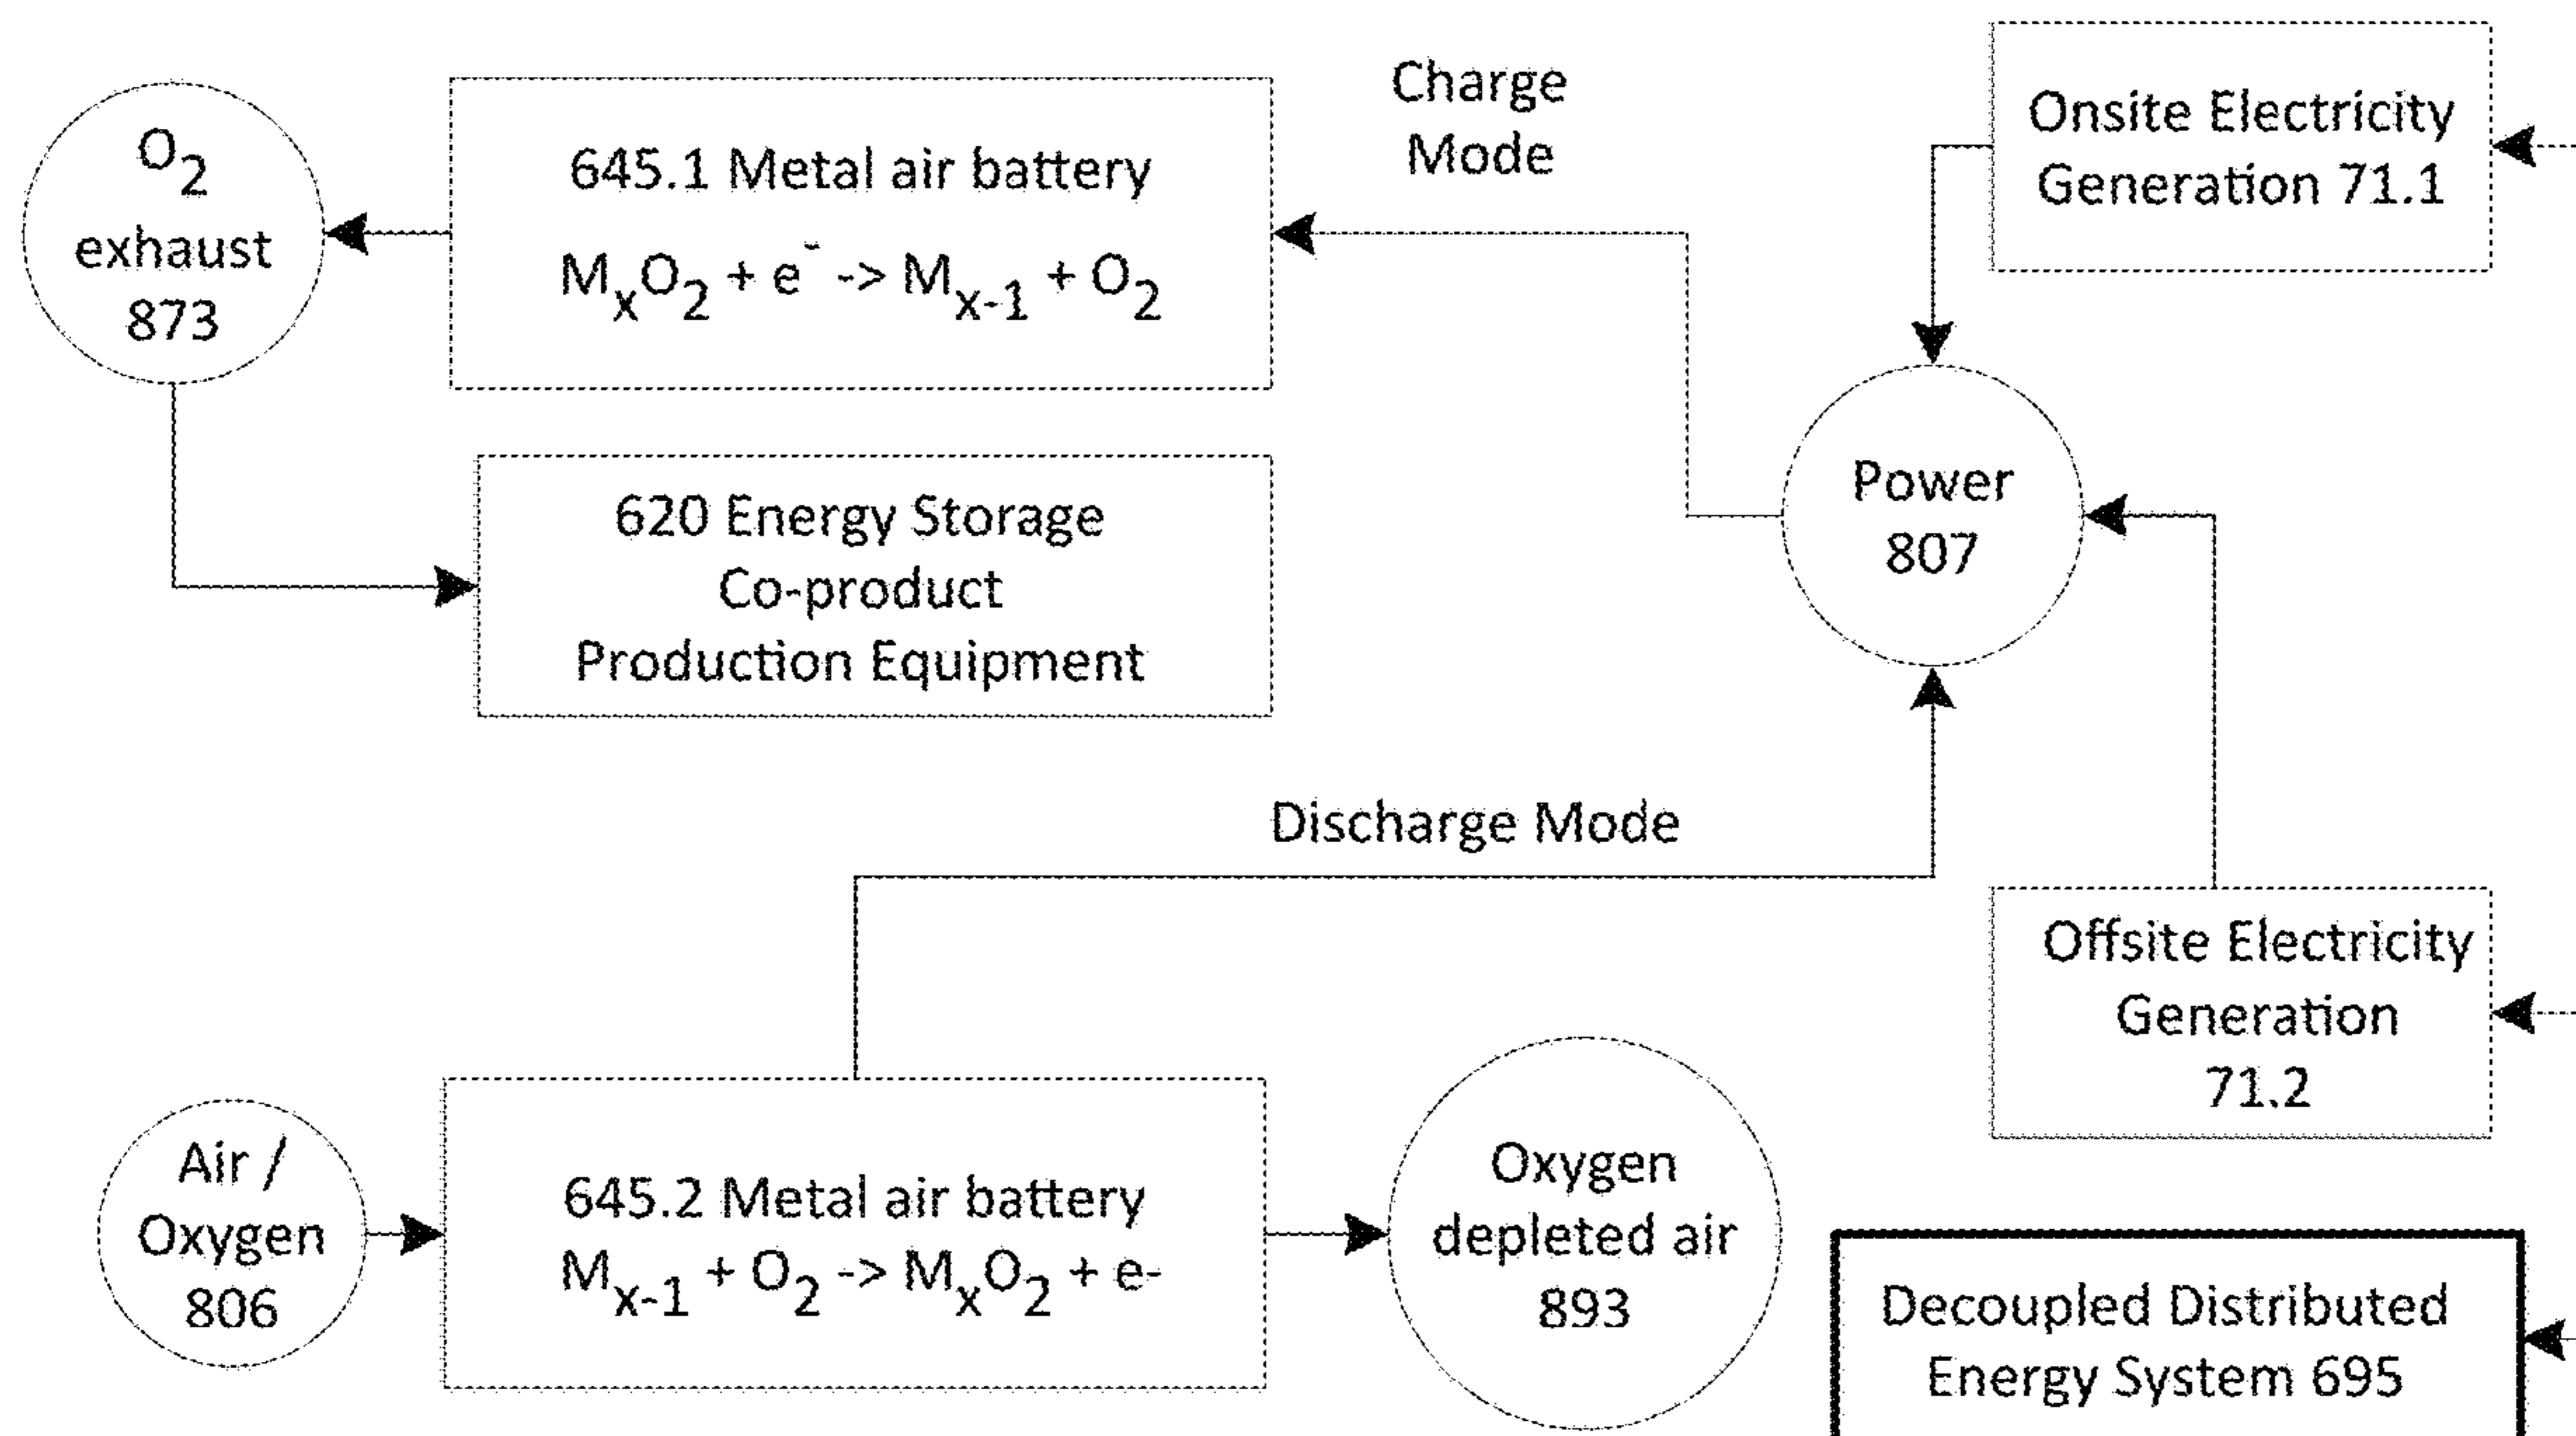 O2
exhaust
873
645.1 Metal air battery
MxO2 + e- -> Mx-1 + O2
Charge
Mode
Onsite Electricity
Generation 71.1
620 Energy Storage
Co-product
Production Equipment
Power
807
Discharge Mode
Offsite Electricity
Generation
71.2
Air /
Oxygen
806
645.2 Metal air battery
Mx-1 + O2 -> MxO2 + e-
Oxygen
depleted air
893
Decoupled Distributed
Energy System 695